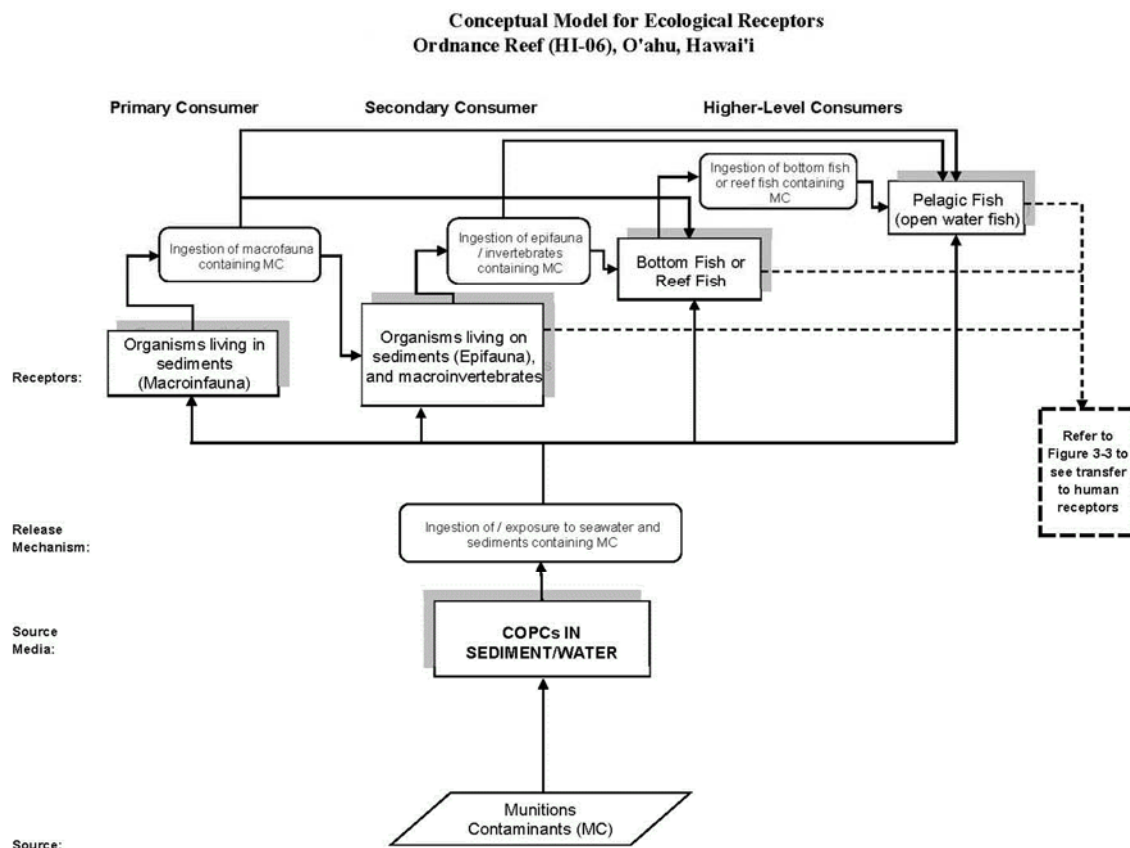 Conceptual Model for Ecological Receptors
Ordnance Reef (HI-06), O'ahu, Hawai'i
Primary Consumer
Secondary Consumer
Higher-Level Consumers
Ingestion of bottom fish
or reef fish containing
MC
Pelagic Fish
(open water fish)
Ingestion of macrofauna
containing MC
Ingestion of epifauna
/ invertebrates
containing MC
Bottom Fish or
Reef Fish
Receptors:
Organisms living in
sediments
(Macroinfauna)
Organisms living on
sediments (Epifauna),
and macroinvertebrates
Refer to
Figure 3-3 to
see transfer
to human
receptors
Release
Mechanism:
Ingestion of / exposure to seawater and
sediments containing MC
Source
Media:
COPCs IN
SEDIMENT/WATER
Source:
Munitions
Contaminants (MC)